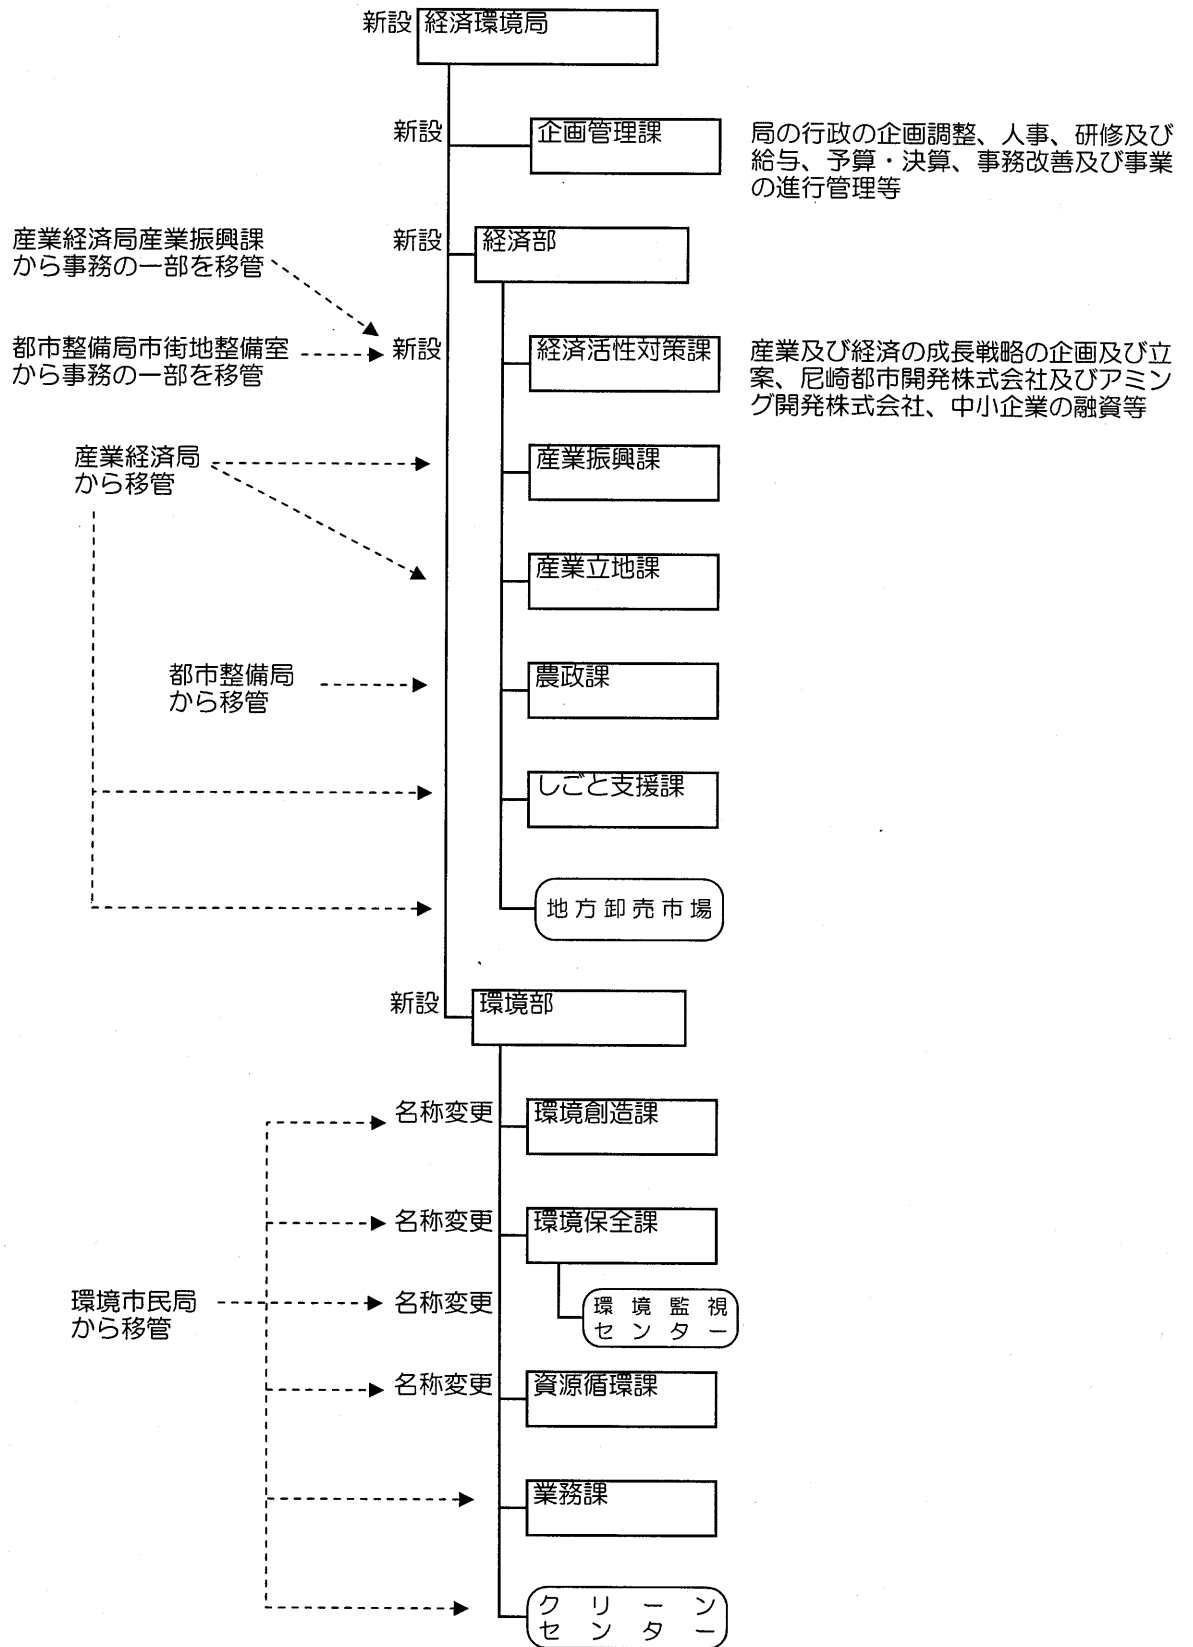 新設 経済環境局
新設 企画管理課
局の行政の企画調整、人事、研修及び
給与、予算・決算、事務改善及び事業
の進行管理等
産業経済局産業振興課
から事務の一部を移管
新設 経済部
都市整備局市街地整備室
から事務の一部を移管
新設 経済活性対策課
産業及び経済の成長戦略の企画及び立
案、尼崎都市開発株式会社及びアミン
グ開発株式会社、中小企業の融資等
産業経済局
から移管
産業振興課
産業立地課
都市整備局
から移管
農政課
しごと支援課
地方卸売市場
新設 環境部
名称変更 環境創造課
名称変更 環境保全課
環境市民局
から移管
名称変更
環境監視
センター
名称変更 資源循環課
業務課
クリーン
センター